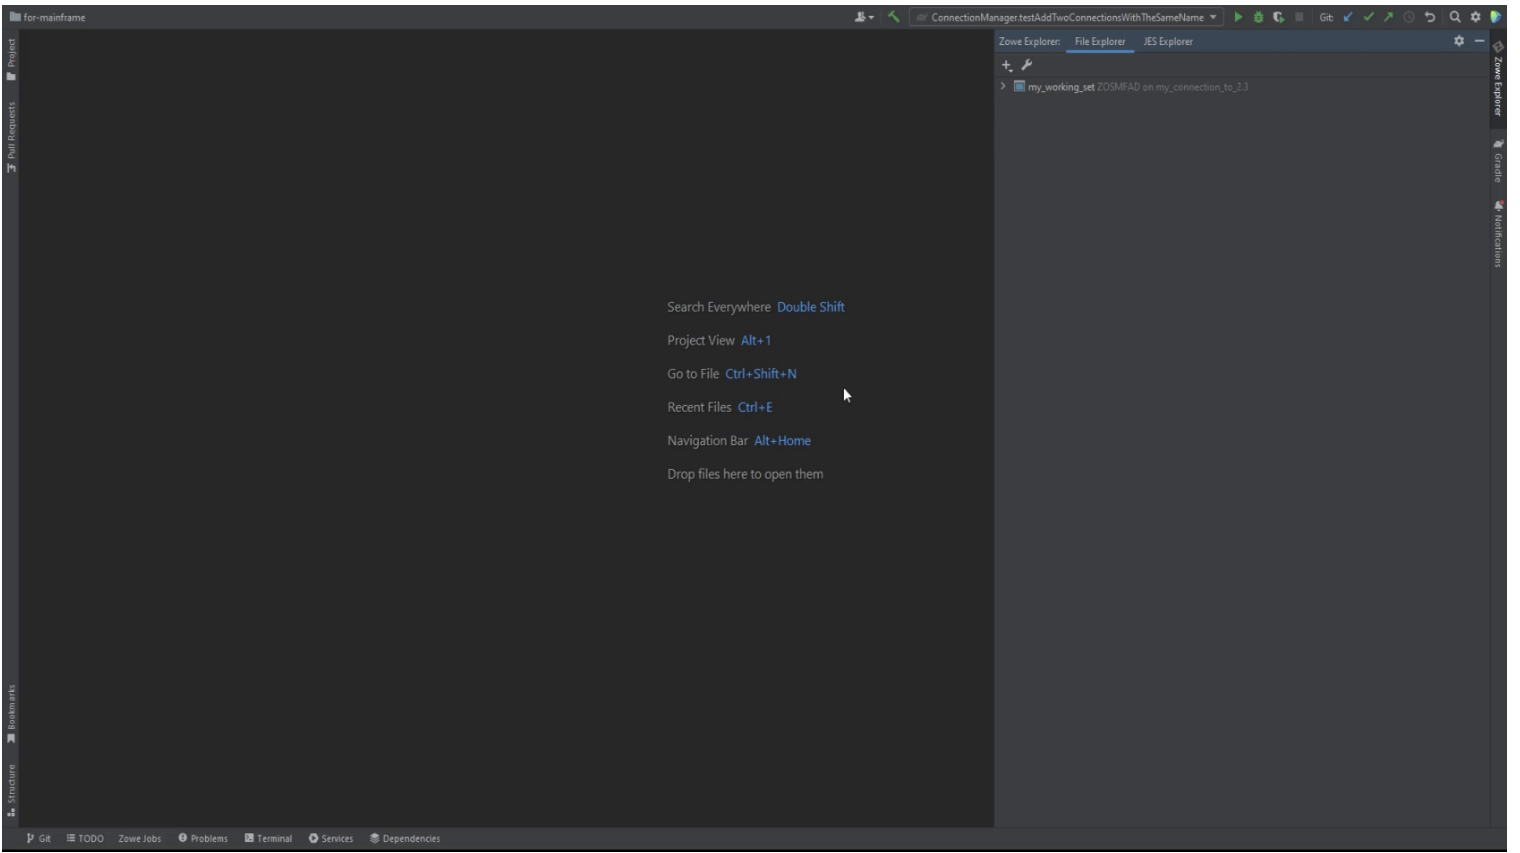 for-mainframe
ConnectionManager.testAddTwoConnectionsWithTheSameName
Git:
Project
Pull Requests
Zowe Explorer: File Explorer JES Explorer
my_working_set ZOSMFAD on my_connection_to_2.3
Zowe Explorer
Gradle
Notifications
Search Everywhere Double Shift
Project View Alt+1
Go to File Ctrl+Shift+N
Recent Files Ctrl+E
Navigation Bar Alt+Home
Drop files here to open them
Bookmarks
Structure
Git TODO Zowe Jobs Problems Terminal Services Dependencies